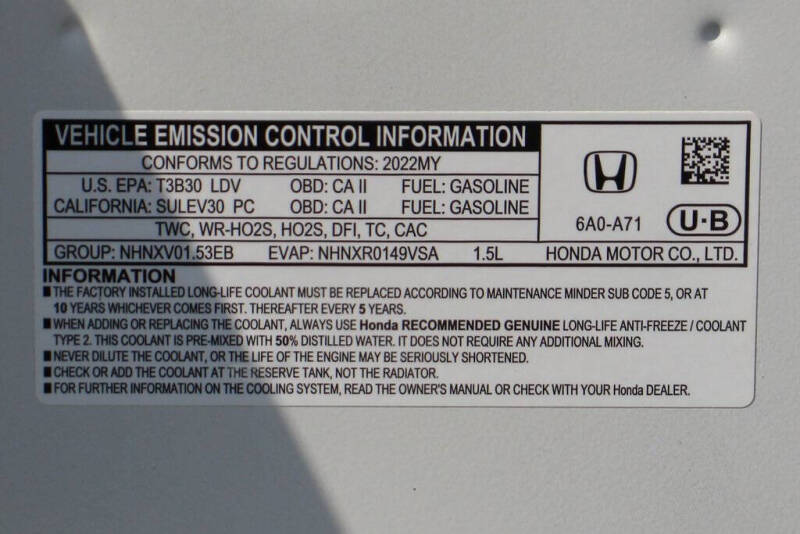 VEHICLE EMISSION CONTROL INFORMATION
CONFORMS TO REGULATIONS: 2022MY
U.S. EPA: T3B30 LDV OBD: CA II FUEL: GASOLINE
CALIFORNIA: SULEV30 PC OBD: CA II FUEL: GASOLINE
TWC, WR-HO2S, HO2S, DFI, TC, CAC
GROUP: NHNXV01.53EB EVAP: NHNXR0149VSA 1.5L
6A0-A71
U·B
HONDA MOTOR CO., LTD.
INFORMATION
■ THE FACTORY INSTALLED LONG-LIFE COOLANT MUST BE REPLACED ACCORDING TO MAINTENANCE MINDER SUB CODE 5, OR AT
10 YEARS WHICHEVER COMES FIRST. THEREAFTER EVERY 5 YEARS.
■ WHEN ADDING OR REPLACING THE COOLANT, ALWAYS USE Honda RECOMMENDED GENUINE LONG-LIFE ANTI-FREEZE / COOLANT
TYPE 2. THIS COOLANT IS PRE-MIXED WITH 50% DISTILLED WATER. IT DOES NOT REQUIRE ANY ADDITIONAL MIXING.
■ NEVER DILUTE THE COOLANT, OR THE LIFE OF THE ENGINE MAY BE SERIOUSLY SHORTENED.
■ CHECK OR ADD THE COOLANT AT THE RESERVE TANK, NOT THE RADIATOR.
■ FOR FURTHER INFORMATION ON THE COOLING SYSTEM, READ THE OWNER'S MANUAL OR CHECK WITH YOUR Honda DEALER.